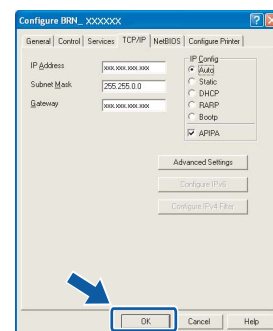 Configure BRN_ XXXXXX
General Control Services TCP/IP NetBIOS Configure Printer
IP Address xxx.xxx.xxx.xxx
Subnet Mask 255.255.0.0
Gateway xxx.xxx.xxx.xxx
IP Config
Auto
Static
DHCP
RARP
Bootp
APIPA
Advanced Settings
Configure IPv6
Configure IPv4 Filter
OK Cancel Help